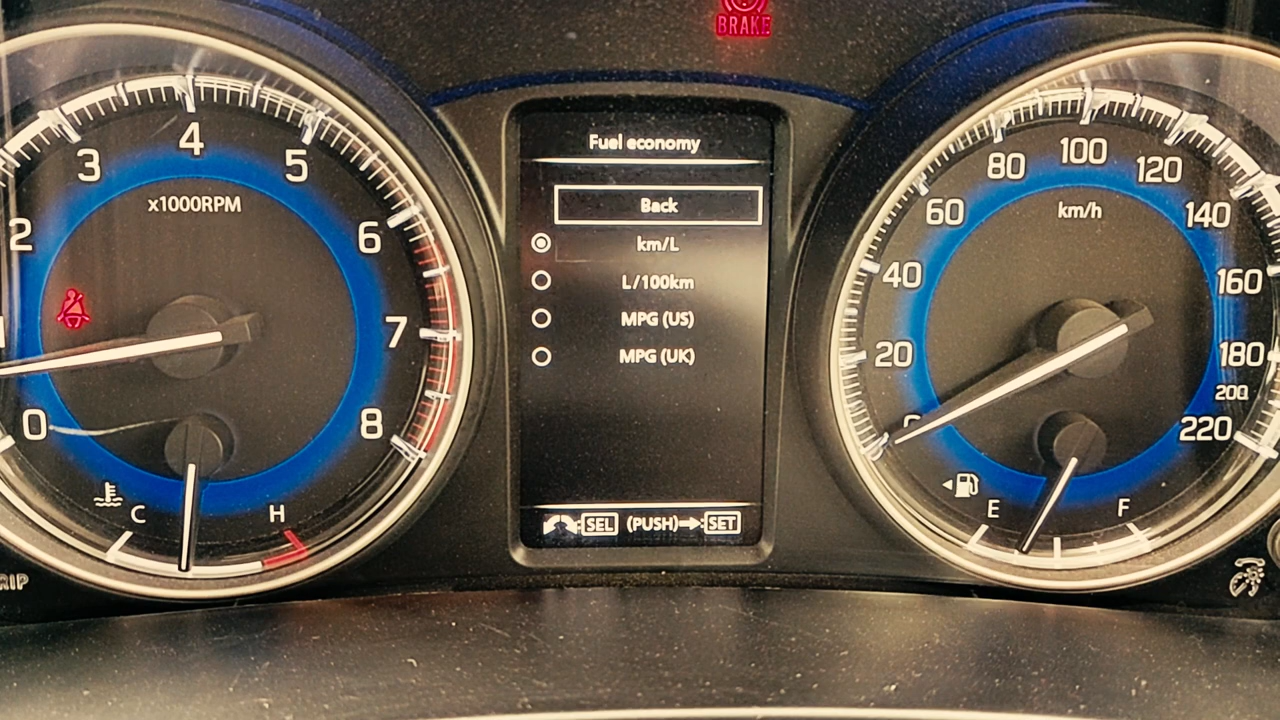 BRAKE
0
1
2
3
4
5
6
7
8
x1000RPM
C
H
Fuel economy
Back
km/L
L/100km
MPG (US)
MPG (UK)
SEL (PUSH) SET
20
40
60
80
100
120
140
160
180
200
220
km/h
E
F